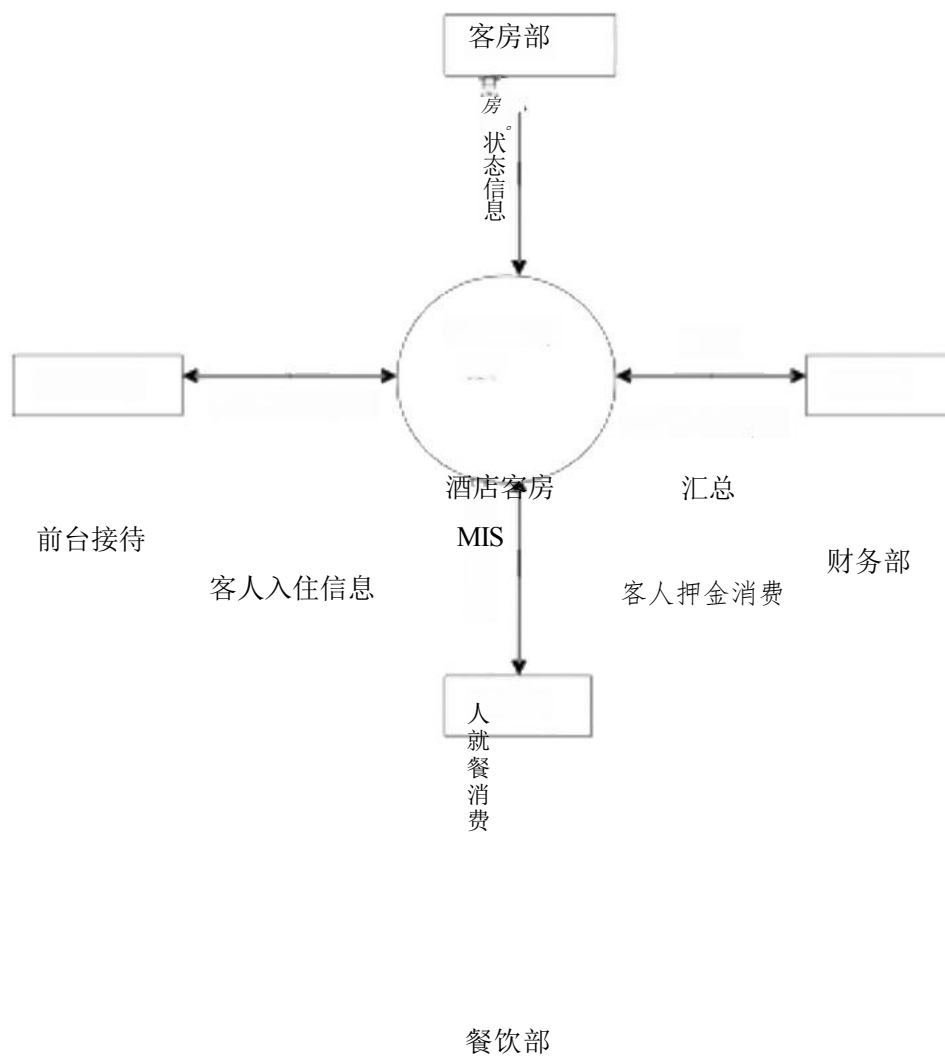 客房部
房
状态信息
酒店客房
MIS
汇总
前台接待
财务部
客人入住信息
客人押金消费
人就餐消费
餐饮部